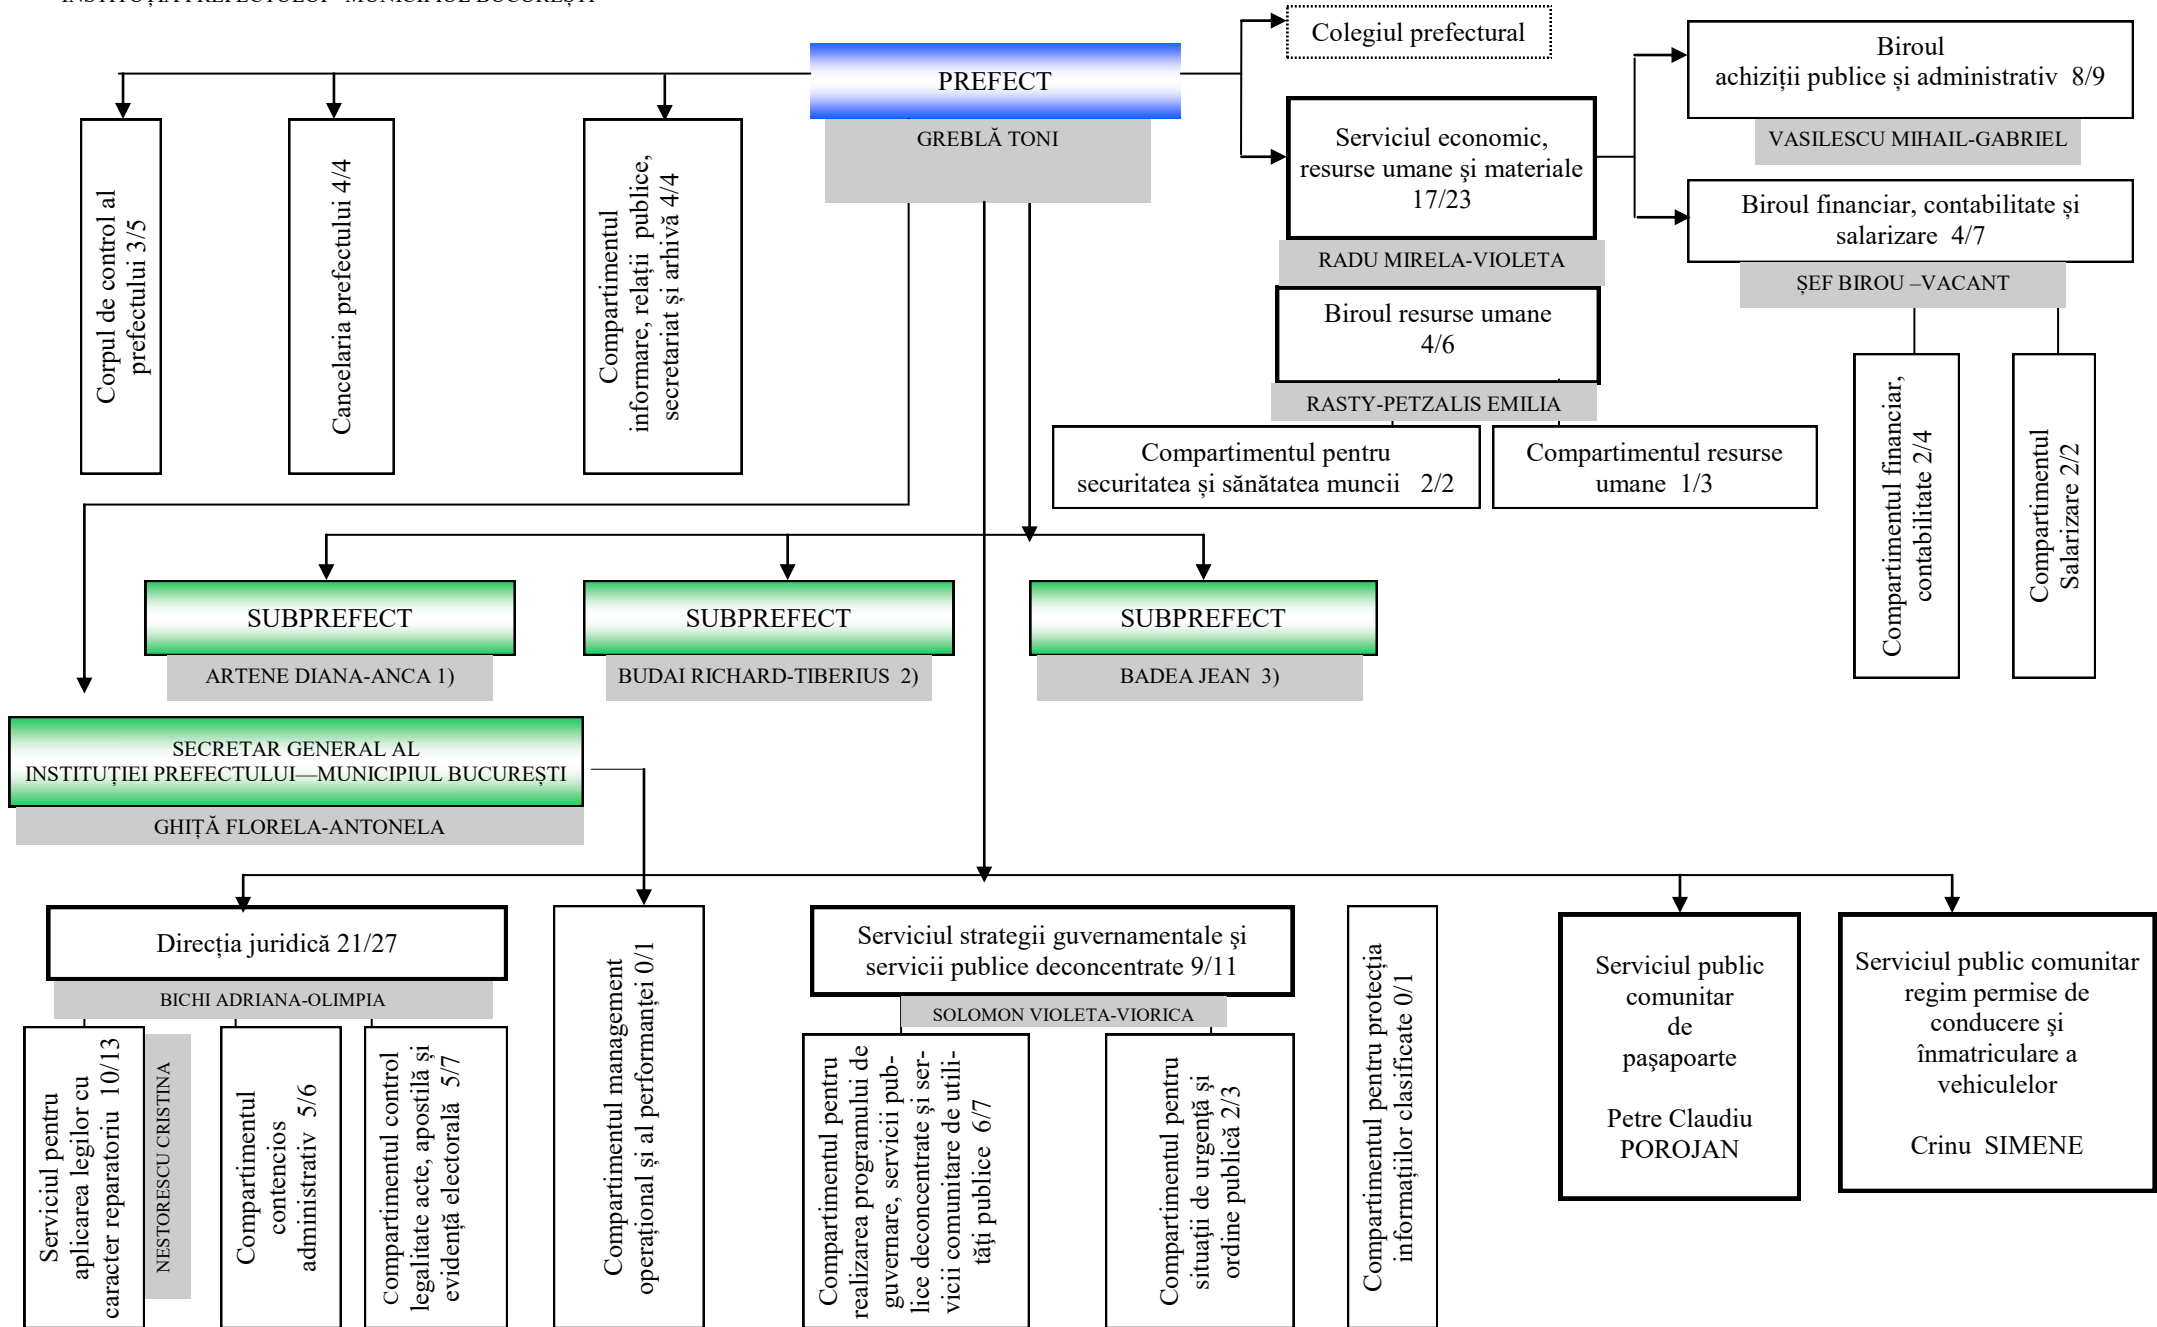 INSTITUȚIA PREFECTULUI MUNICIPIUL BUCUREȘTI
Colegiul prefectural
PREFECT
GREBLĂ TONI
Biroul
achiziții publice și administrativ 8/9
VASILESCU MIHAIL-GABRIEL
Serviciul economic,
resurse umane şi materiale
17/23
RADU MIRELA-VIOLETA
Biroul financiar, contabilitate și
salarizare 4/7
ȘEF BIROU –VACANT
Corpul de control al
prefectului 3/5
Cancelaria prefectului 4/4
Compartimentul
informare, relații publice,
secretariat și arhivă 4/4
Biroul resurse umane
4/6
RASTY-PETZALIS EMILIA
Compartimentul pentru
securitatea și sănătatea muncii 2/2
Compartimentul resurse
umane 1/3
Compartimentul financiar,
contabilitate 2/4
Compartimentul
Salarizare 2/2
SUBPREFECT
ARTENE DIANA-ANCA 1)
SUBPREFECT
BUDAI RICHARD-TIBERIUS 2)
SUBPREFECT
BADEA JEAN 3)
SECRETAR GENERAL AL
INSTITUȚIEI PREFECTULUI—MUNICIPIUL BUCUREȘTI
GHIȚĂ FLORELA-ANTONELA
Direcția juridică 21/27
BICHI ADRIANA-OLIMPIA
Serviciul pentru
aplicarea legilor cu
caracter reparatoriu 10/13
NESTORESCU CRISTINA
Compartimentul
contencios
administrativ 5/6
Compartimentul control
legalitate acte, apostilă și
evidență electorală 5/7
Compartimentul management
operațional și al performanței 0/1
Serviciul strategii guvernamentale şi
servicii publice deconcentrate 9/11
SOLOMON VIOLETA-VIORICA
Compartimentul pentru
realizarea programului de
guvernare, servicii pub-
lice deconcentrate şi ser-
vicii comunitare de utili-
tăți publice 6/7
Compartimentul pentru
situații de urgență şi
ordine publică 2/3
Compartimentul pentru protecția
informațiilor clasificate 0/1
Serviciul public
comunitar
de
paşapoarte
Petre Claudiu
POROJAN
Serviciul public comunitar
regim permise de
conducere şi
înmatriculare a
vehiculelor
Crinu SIMENE